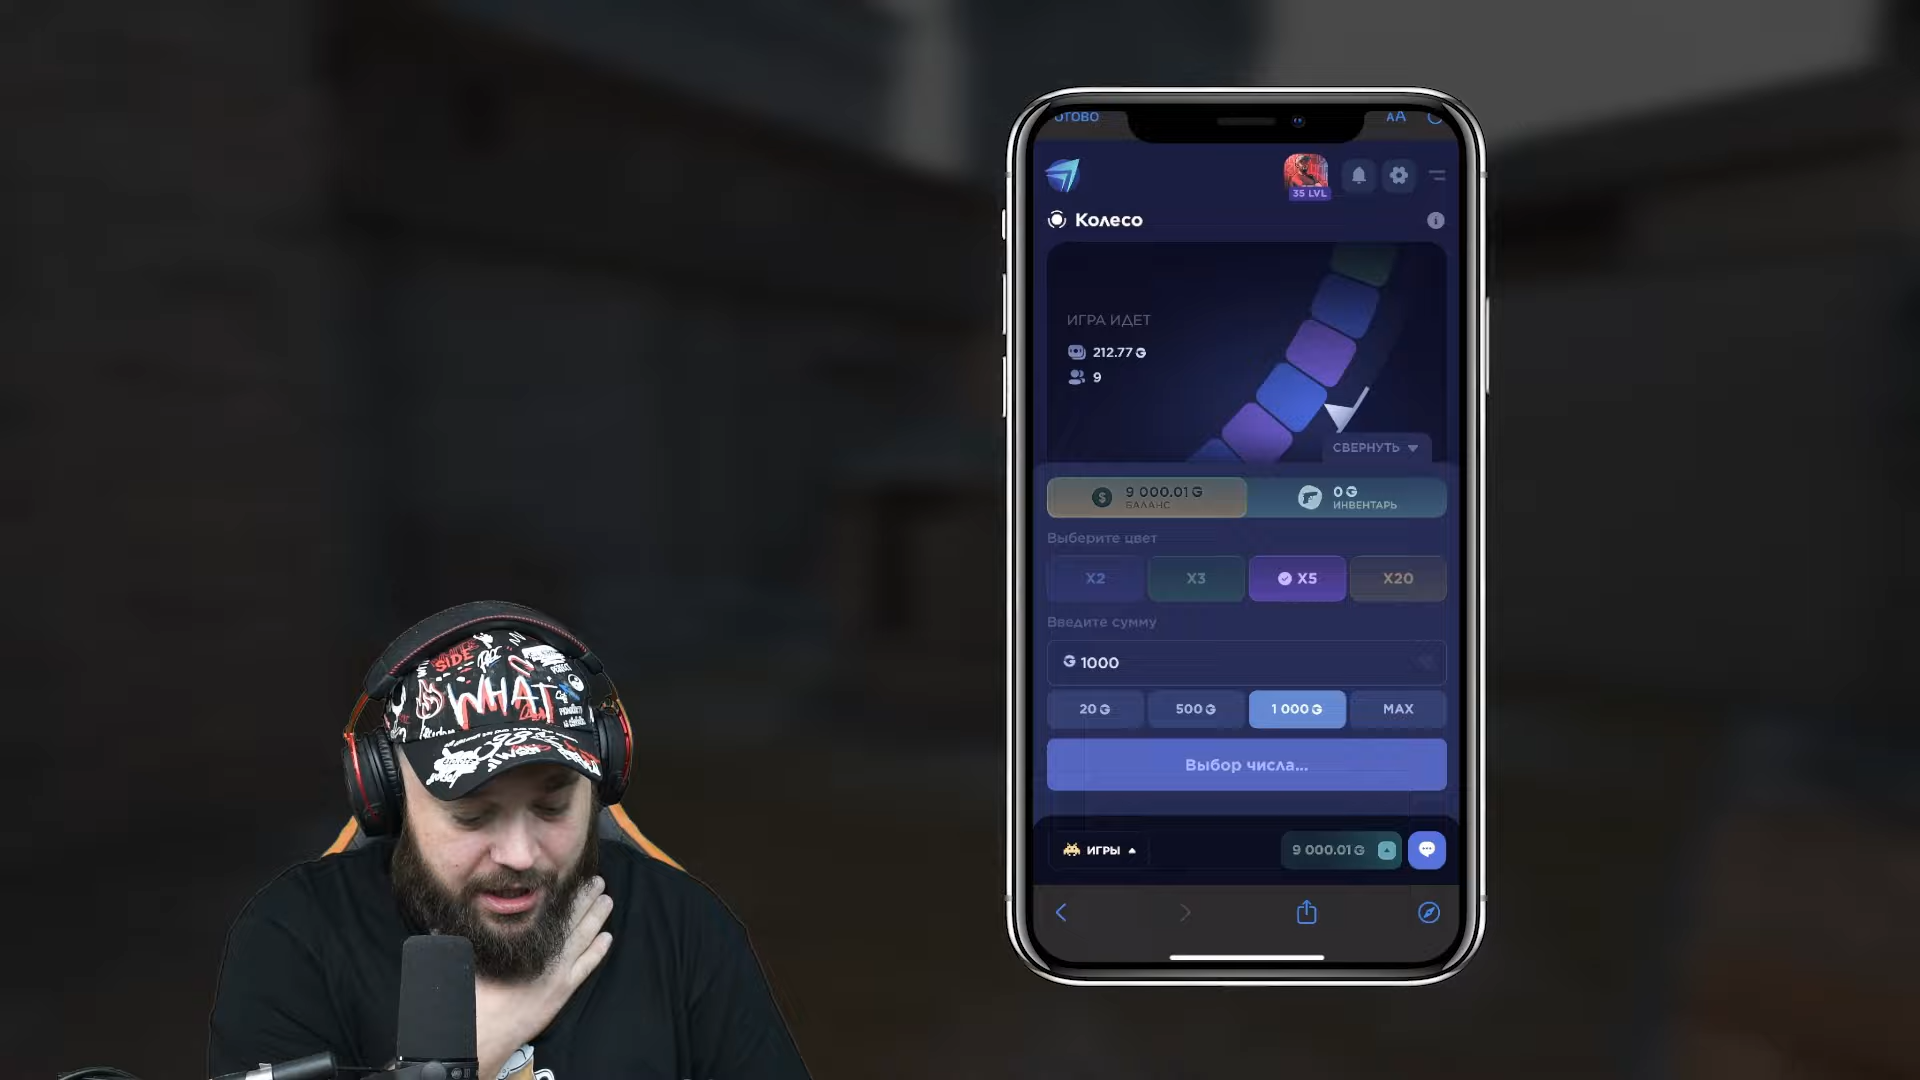 ОТОВО AA
35 LVL
Колесо
ИГРА ИДЕТ
212.77 G
9
СВЕРНУТЬ
9 000.01 G
БАЛАНС
0 G
ИНВЕНТАРЬ
Выберите цвет
X2 X3 X5 X20
Введите сумму
G 1000
20 G 500 G 1 000 G MAX
Выбор числа...
ИГРЫ 9 000.01 G
SIDE
WHAT
98